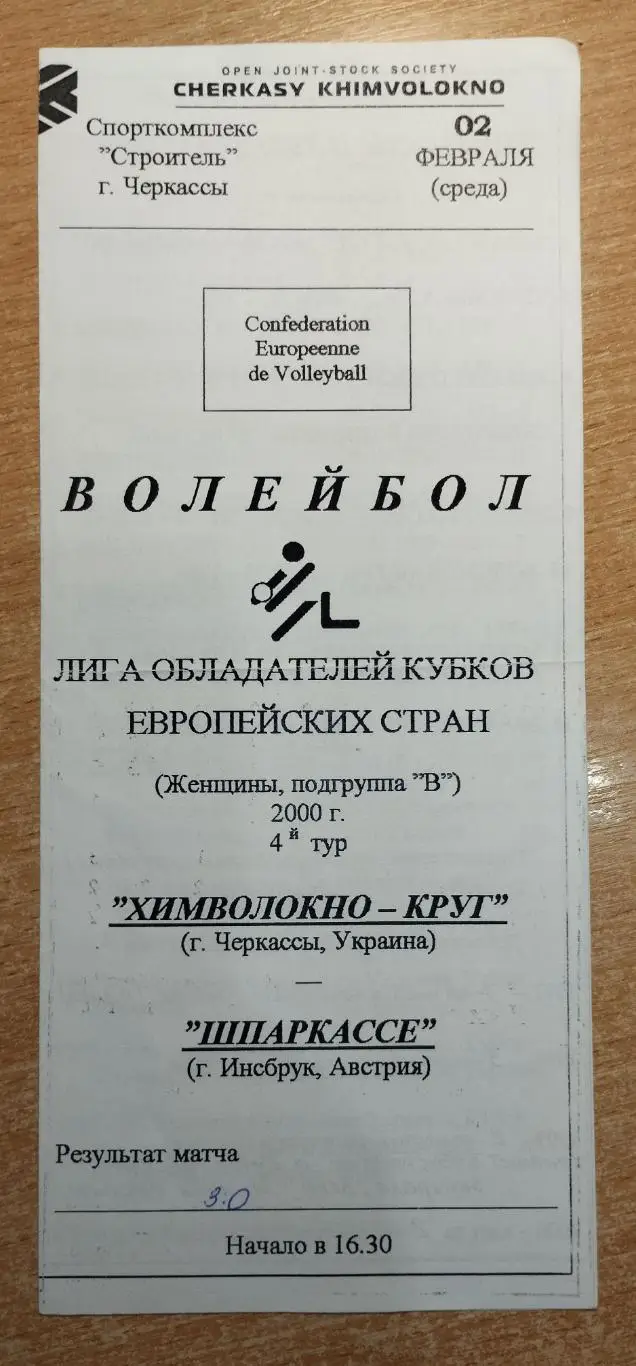 OPEN JOINT-STOCK SOCIETY
CHERKASY KHIMVOLOKNO
Спорткомплекс
"Строитель"
г. Черкассы
02
ФЕВРАЛЯ
(среда)
Confederation
Europeenne
de Volleyball
ВОЛЕЙБОЛ
ЛИГА ОБЛАДАТЕЛЕЙ КУБКОВ
ЕВРОПЕЙСКИХ СТРАН
(Женщины, подгруппа "В")
2000 г.
4й тур
"ХИМВОЛОКНО – КРУГ"
(г. Черкассы, Украина)
—
"ШПАРКАССЕ"
(г. Инсбрук, Австрия)
Результат матча
3:0
Начало в 16.30